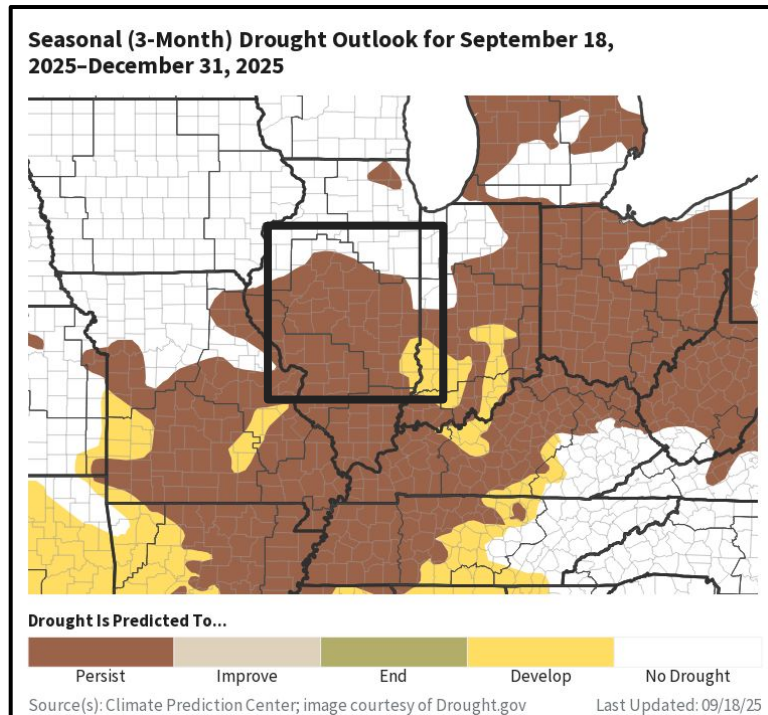 Seasonal (3-Month) Drought Outlook for September 18,
2025–December 31, 2025
Drought Is Predicted To...
Persist Improve End Develop No Drought
Source(s): Climate Prediction Center; image courtesy of Drought.gov Last Updated: 09/18/25